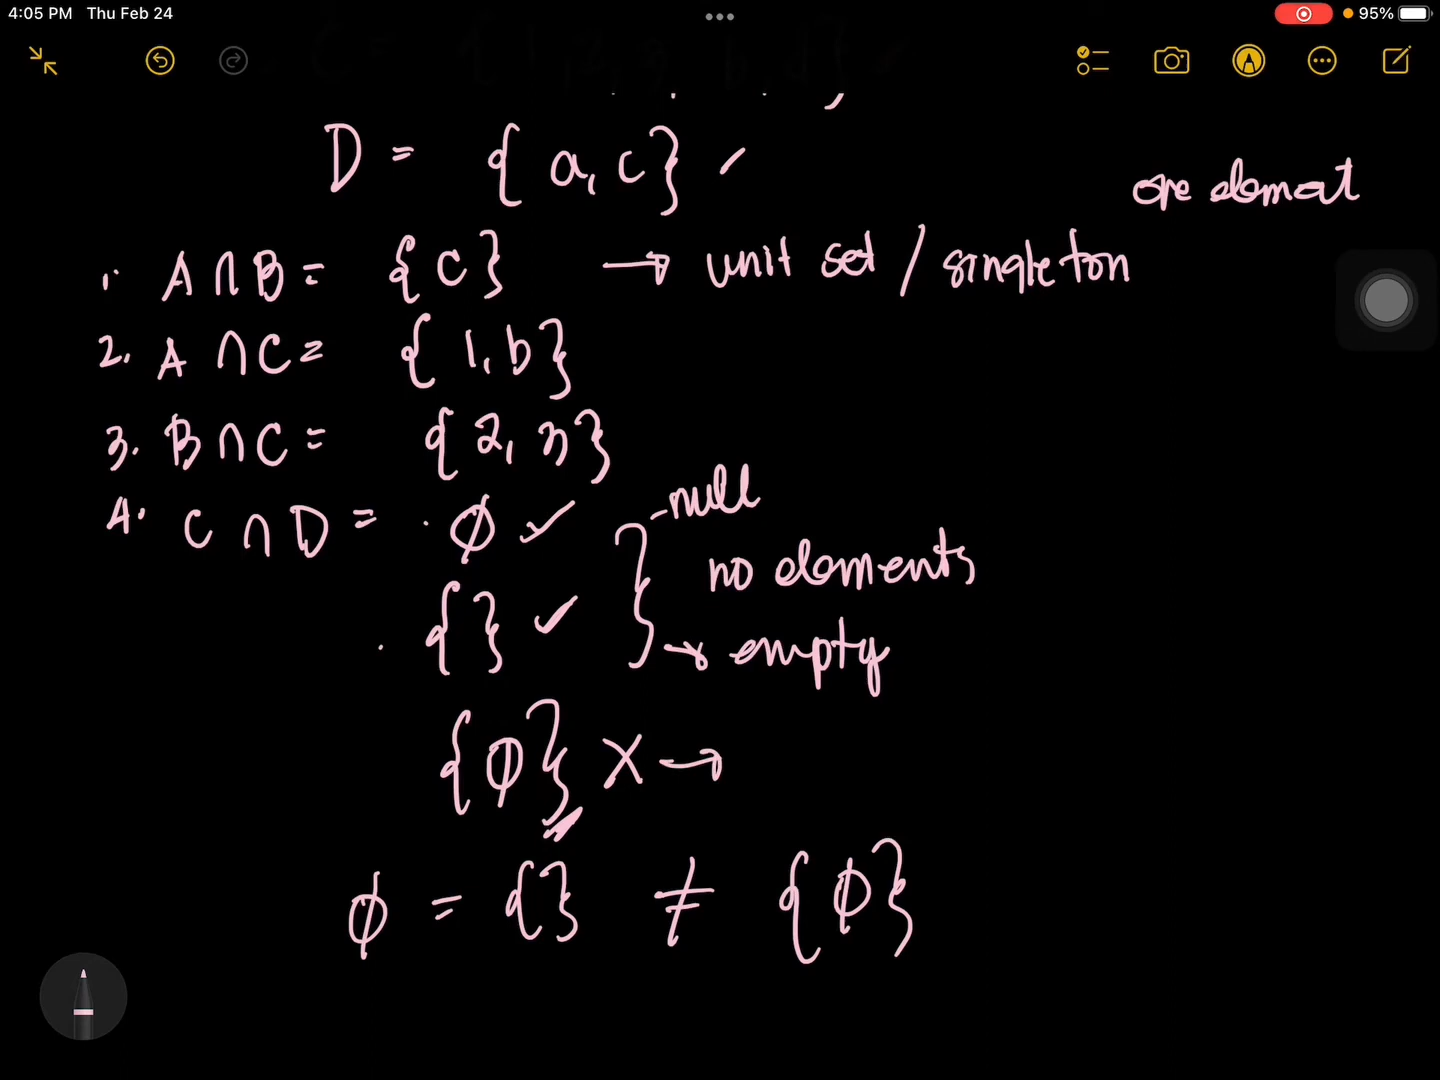 4:05 PM Thu Feb 24
95%
D = { a, c }
one element
1. A ∩ B = { c } → unit set / singleton
2. A ∩ C = { 1, b }
3. B ∩ C = { 2, n }
4. C ∩ D = ∅ ✓
- null
no elements
{ } ✓
→ empty
{ ∅ } X →
∅ = { } ≠ { ∅ }